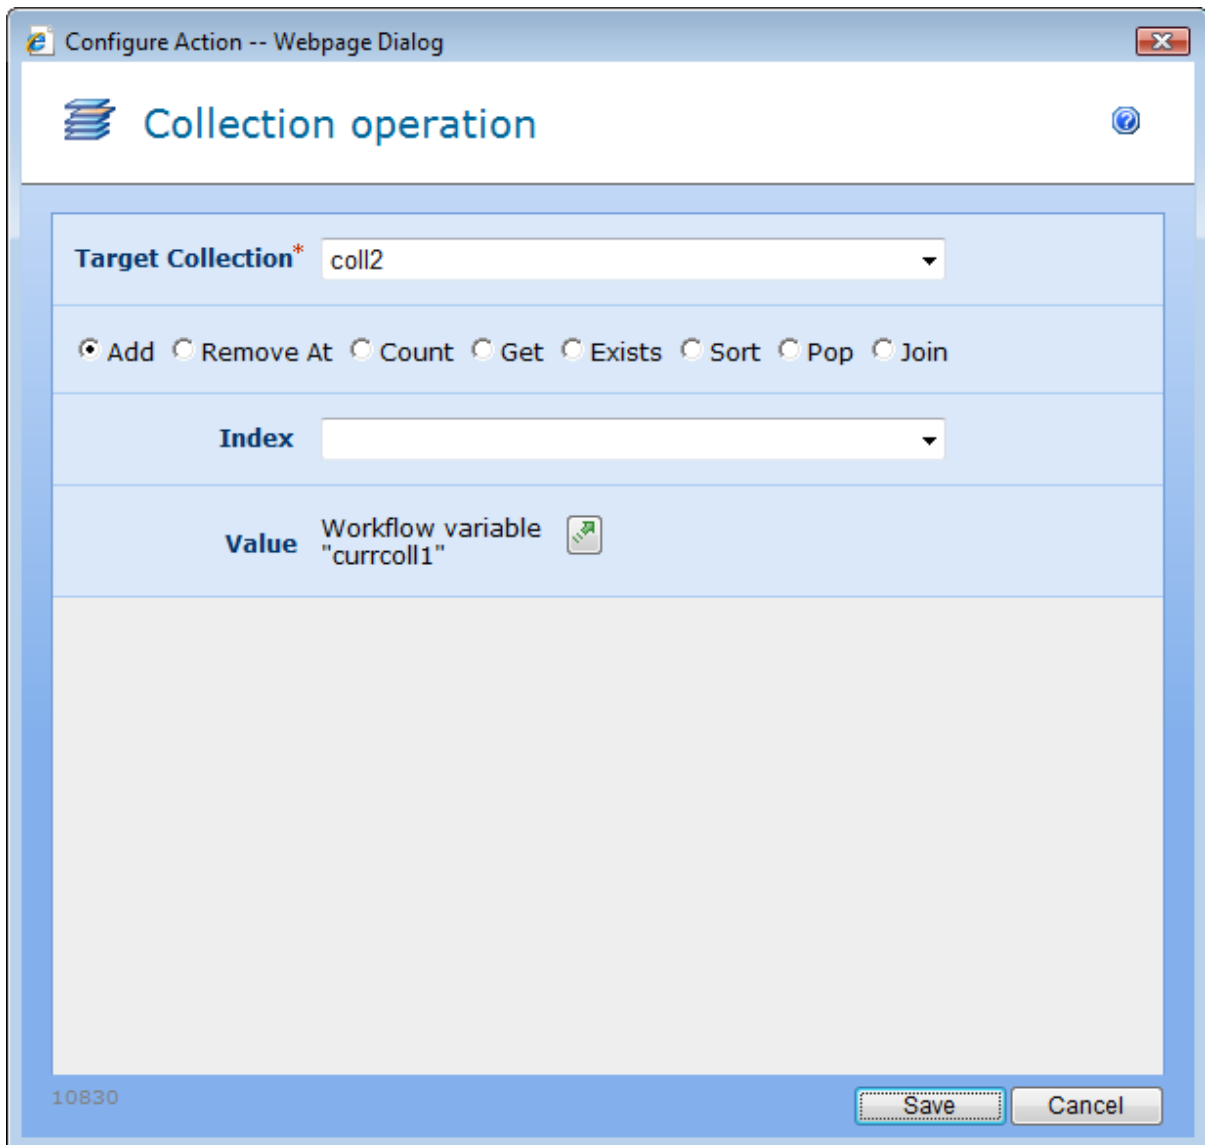 Configure Action -- Webpage Dialog
Collection operation
Target Collection* coll2
Add Remove At Count Get Exists Sort Pop Join
Index
Value Workflow variable
"currcoll1"
10830 Save Cancel